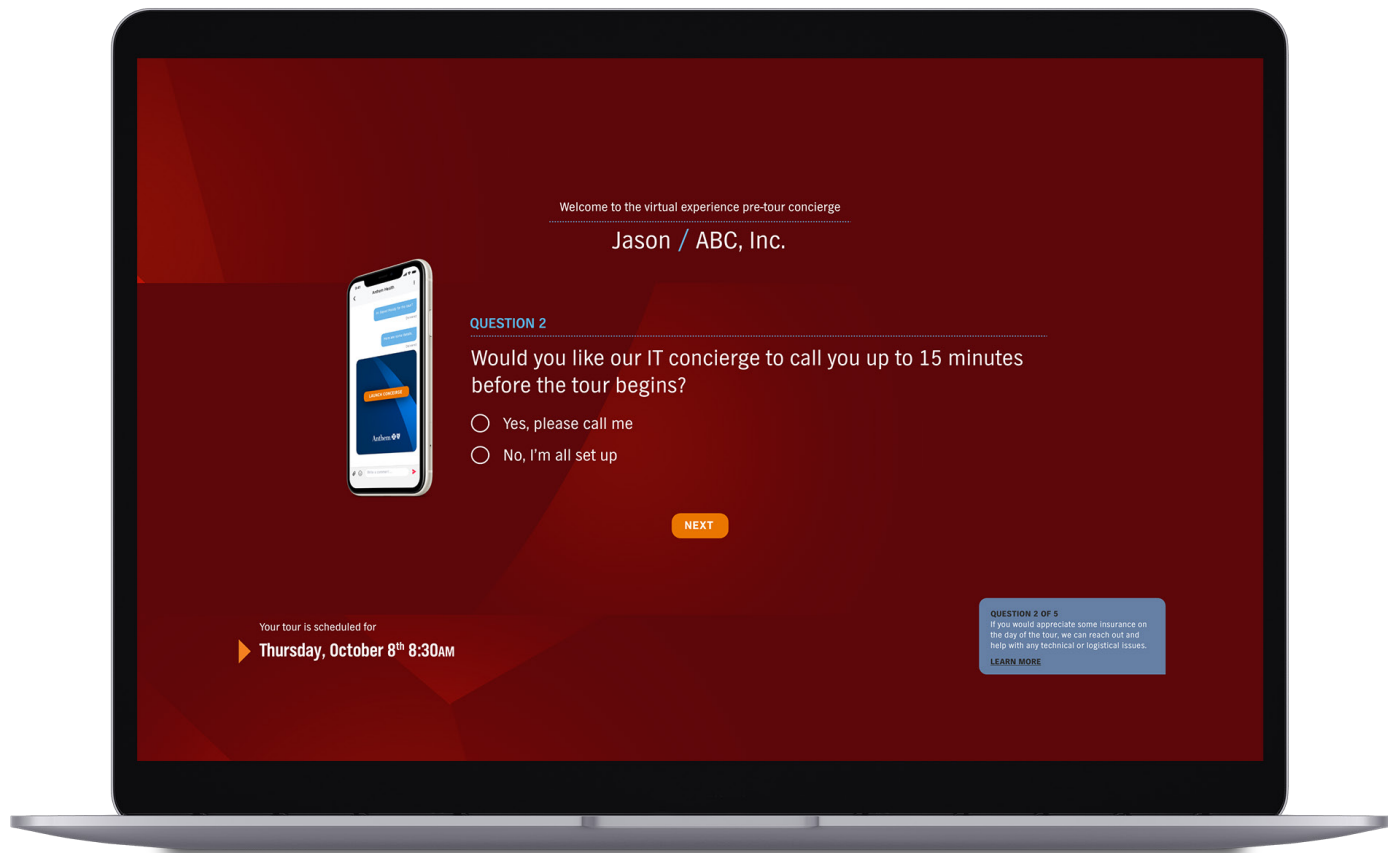 Welcome to the virtual experience pre-tour concierge
Jason / ABC, Inc.
Anthem Health
LAUNCH CONCIERGE
Anthem
QUESTION 2
Would you like our IT concierge to call you up to 15 minutes
before the tour begins?
Yes, please call me
No, I'm all set up
NEXT
Your tour is scheduled for
Thursday, October 8th 8:30AM
QUESTION 2 OF 5
If you would appreciate some insurance on
the day of the tour, we can reach out and
help with any technical or logistical issues.
LEARN MORE